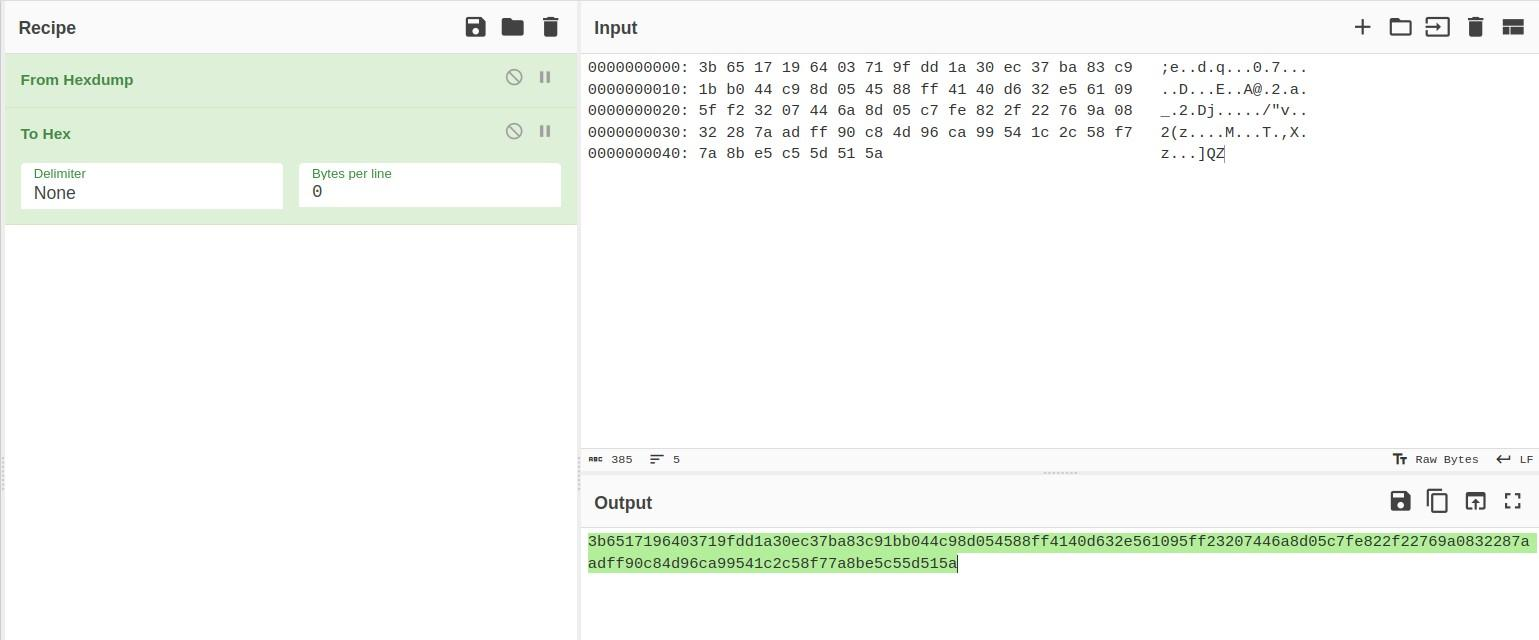 Recipe
From Hexdump
To Hex
Delimiter
None
Bytes per line
0
Input
0000000000: 3b 65 17 19 64 03 71 9f dd 1a 30 ec 37 ba 83 c9   ;e..d.q...0.7...
0000000010: 1b b0 44 c9 8d 05 45 88 ff 41 40 d6 32 e5 61 09   ..D...E..A@.2.a.
0000000020: 5f f2 32 07 44 6a 8d 05 c7 fe 82 2f 22 76 9a 08   _.2.Dj...../"v..
0000000030: 32 28 7a ad ff 90 c8 4d 96 ca 99 54 1c 2c 58 f7   2(z....M...T.,X.
0000000040: 7a 8b e5 c5 5d 51 5a                              z...]QZ
ABC 385 5
Raw Bytes LF
Output
3b6517196403719fdd1a30ec37ba83c91bb044c98d054588ff4140d632e561095ff23207446a8d05c7fe822f22769a0832287a
adff90c84d96ca99541c2c58f77a8be5c55d515a